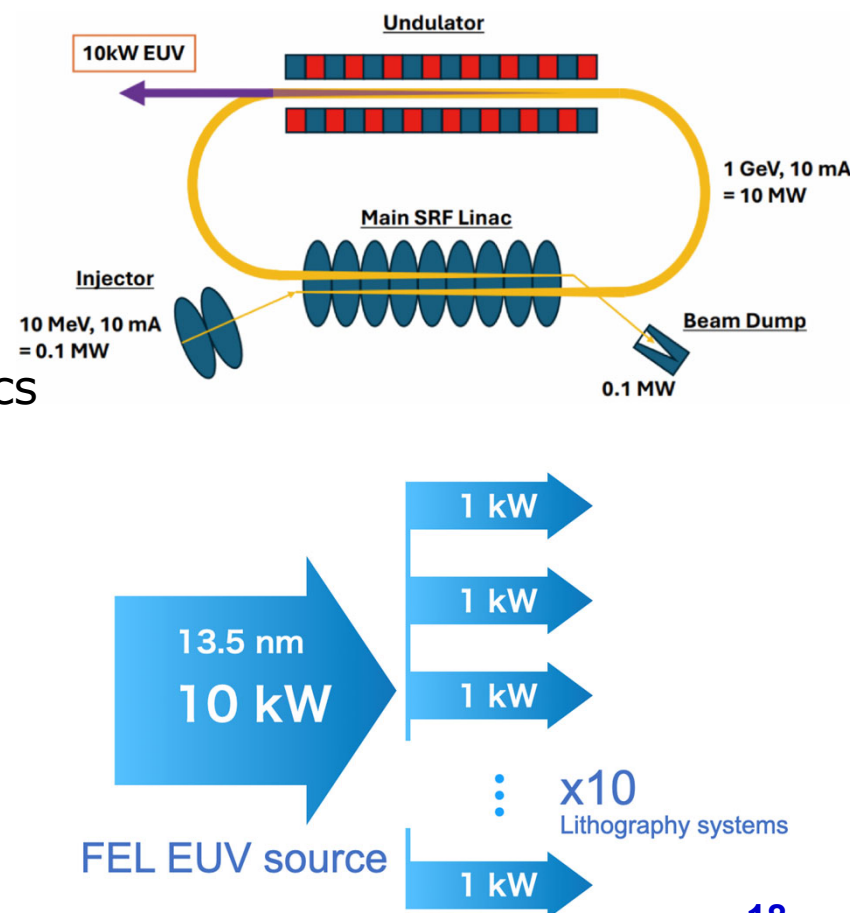 Undulator
10kW EUV
1 GeV, 10 mA
= 10 MW
Main SRF Linac
Injector
10 MeV, 10 mA
= 0.1 MW
Beam Dump
0.1 MW
cs
1 kW
1 kW
13.5 nm
10 kW
1 kW
x10
Lithography systems
FEL EUV source
1 kW